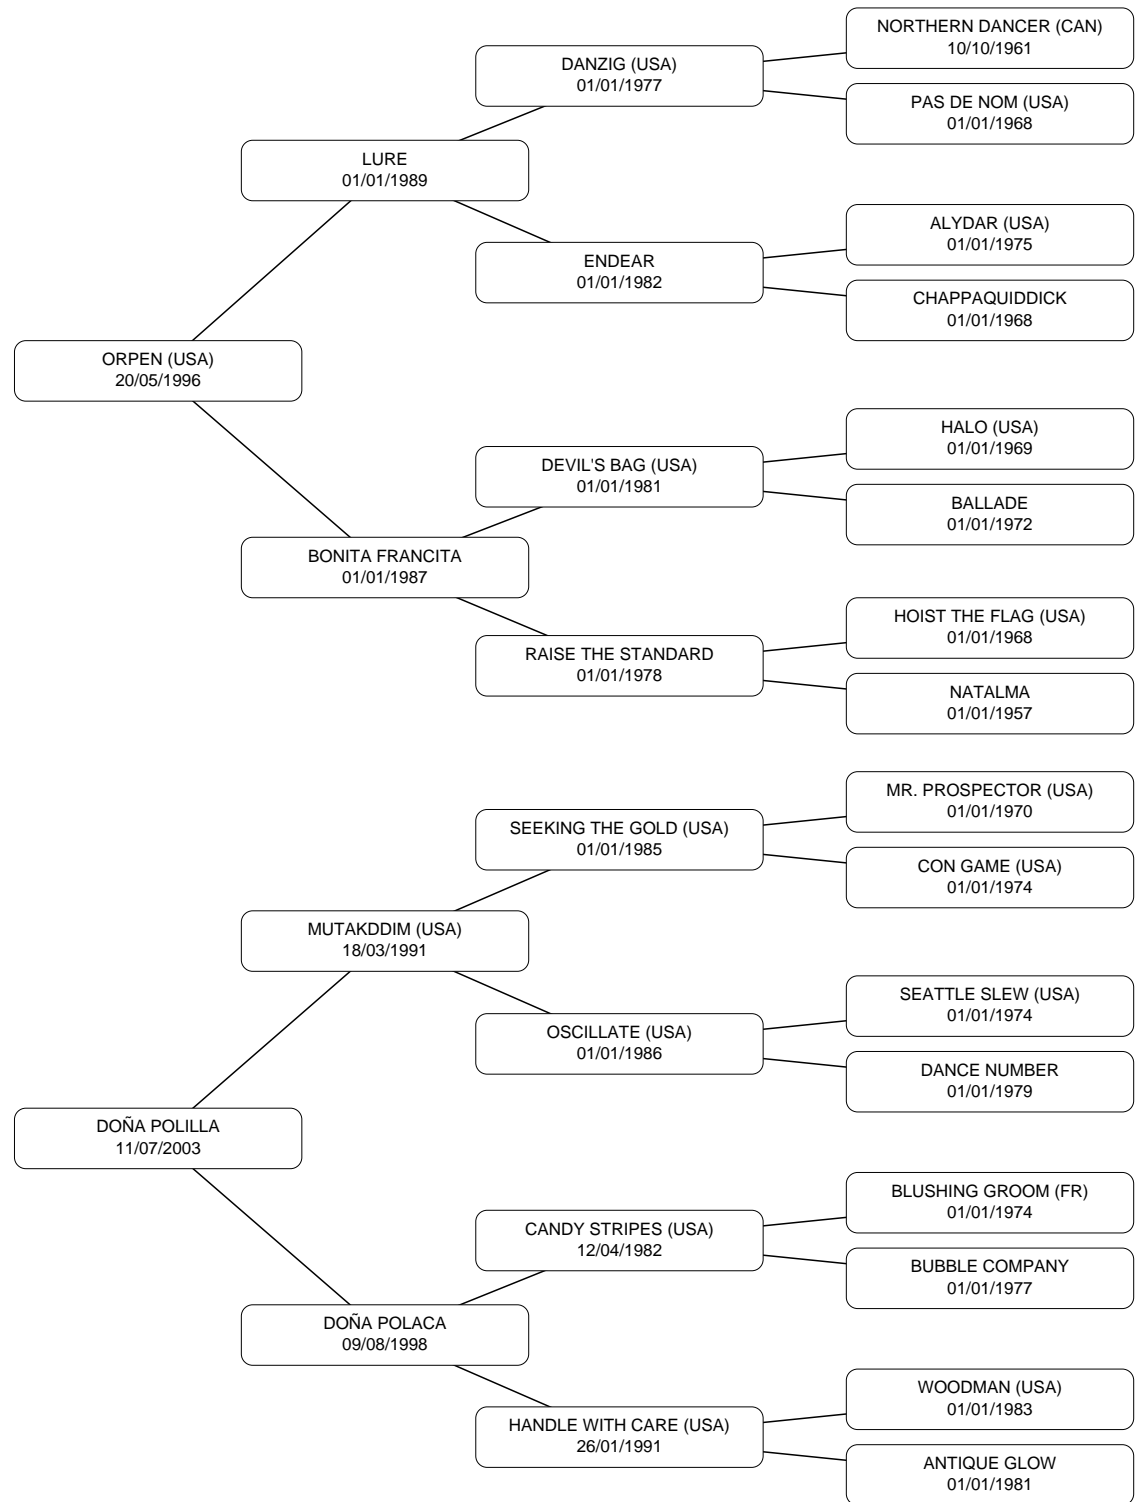 NORTHERN DANCER (CAN)
10/10/1961
DANZIG (USA)
01/01/1977
PAS DE NOM (USA)
01/01/1968
LURE
01/01/1989
ALYDAR (USA)
01/01/1975
ENDEAR
01/01/1982
CHAPPAQUIDDICK
01/01/1968
ORPEN (USA)
20/05/1996
HALO (USA)
01/01/1969
DEVIL'S BAG (USA)
01/01/1981
BALLADE
01/01/1972
BONITA FRANCITA
01/01/1987
HOIST THE FLAG (USA)
01/01/1968
RAISE THE STANDARD
01/01/1978
NATALMA
01/01/1957
MR. PROSPECTOR (USA)
01/01/1970
SEEKING THE GOLD (USA)
01/01/1985
CON GAME (USA)
01/01/1974
MUTAKDDIM (USA)
18/03/1991
SEATTLE SLEW (USA)
01/01/1974
OSCILLATE (USA)
01/01/1986
DANCE NUMBER
01/01/1979
DOÑA POLILLA
11/07/2003
BLUSHING GROOM (FR)
01/01/1974
CANDY STRIPES (USA)
12/04/1982
BUBBLE COMPANY
01/01/1977
DOÑA POLACA
09/08/1998
WOODMAN (USA)
01/01/1983
HANDLE WITH CARE (USA)
26/01/1991
ANTIQUE GLOW
01/01/1981